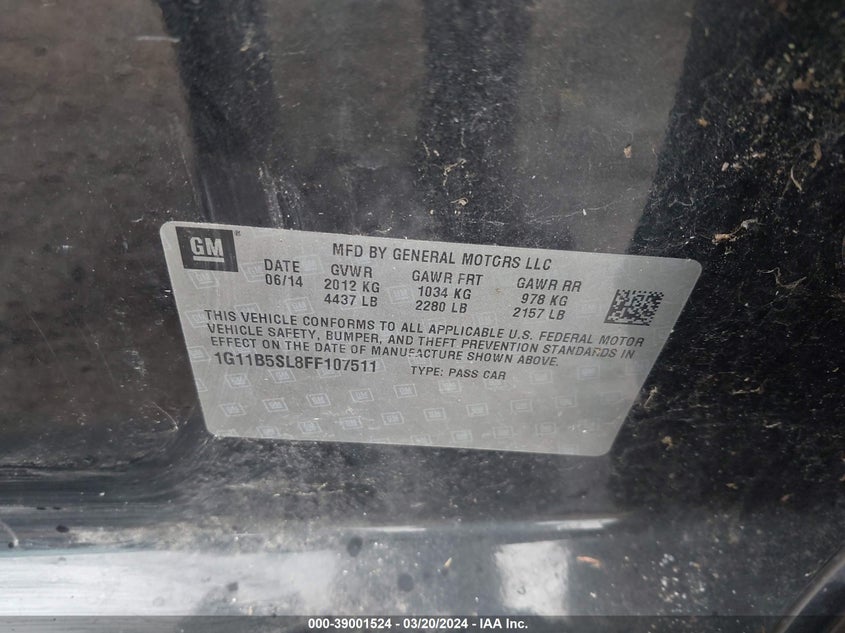 GM
MFD BY GENERAL MOTORS LLC
DATE GVWR GAWR FRT GAWR RR
06/14 2012 KG 1034 KG 978 KG
4437 LB 2280 LB 2157 LB
THIS VEHICLE CONFORMS TO ALL APPLICABLE U.S. FEDERAL MOTOR
VEHICLE SAFETY, BUMPER, AND THEFT PREVENTION STANDARDS IN
EFFECT ON THE DATE OF MANUFACTURE SHOWN ABOVE.
1G11B5SL8FF107511 TYPE: PASS CAR
000-39001524 - 03/20/2024 - IAA Inc.